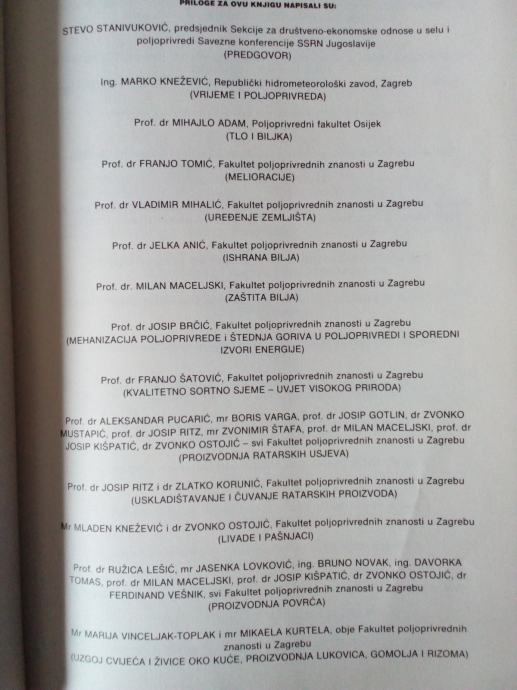 PRILOGE ZA OVU KNJIGU NAPISALI SU:
STEVO STANIVUKOVIĆ, predsjednik Sekcije za društveno-ekonomske odnose u selu i
poljoprivredi Savezne konferencije SSRN Jugoslavije
(PREDGOVOR)
Ing. MARKO KNEŽEVIĆ, Republički hidrometeorološki zavod, Zagreb
(VRIJEME I POLJOPRIVREDA)
Prof. dr MIHAJLO ADAM, Poljoprivredni fakultet Osijek
(TLO I BILJKA)
Prof. dr FRANJO TOMIĆ, Fakultet poljoprivrednih znanosti u Zagrebu
(MELIORACIJE)
Prof. dr VLADIMIR MIHALIĆ, Fakultet poljoprivrednih znanosti u Zagrebu
(UREĐENJE ZEMLJIŠTA)
Prof. dr JELKA ANIĆ, Fakultet poljoprivrednih znanosti u Zagrebu
(ISHRANA BILJA)
Prof. dr. MILAN MACELJSKI, Fakultet poljoprivrednih znanosti u Zagrebu
(ZAŠTITA BILJA)
Prof. dr JOSIP BRČIĆ, Fakultet poljoprivrednih znanosti u Zagrebu
(MEHANIZACIJA POLJOPRIVREDE i ŠTEDNJA GORIVA U POLJOPRIVREDI I SPOREDNI
IZVORI ENERGIJE)
Prof. dr FRANJO ŠATOVIĆ, Fakultet poljoprivrednih znanosti u Zagrebu
(KVALITETNO SORTNO SJEME – UVJET VISOKOG PRIRODA)
Prof. dr ALEKSANDAR PUCARIĆ, mr BORIS VARGA, prof. dr JOSIP GOTLIN, dr ZVONKO
MUSTAPIĆ, prof. dr JOSIP RITZ, mr ZVONIMIR ŠTAFA, prof. dr MILAN MACELJSKI, prof. dr
JOSIP KIŠPATIĆ, dr ZVONKO OSTOJIĆ – svi Fakultet poljoprivrednih znanosti u Zagrebu
(PROIZVODNJA RATARSKIH USJEVA)
Prof. dr JOSIP RITZ i dr ZLATKO KORUNIĆ, Fakultet poljoprivrednih znanosti u Zagrebu
(USKLADIŠTAVANJE I ČUVANJE RATARSKIH PROIZVODA)
Mr MLADEN KNEŽEVIĆ i dr ZVONKO OSTOJIĆ, Fakultet poljoprivrednih znanosti u Zagrebu
(LIVADE I PAŠNJACI)
Prof. dr RUŽICA LEŠIĆ, mr JASENKA LOVKOVIĆ, ing. BRUNO NOVAK, ing. DAVORKA
TOMAS, prof. dr MILAN MACELJSKI, prof. dr JOSIP KIŠPATIĆ, dr ZVONKO OSTOJIĆ, dr
FERDINAND VEŠNIK, svi Fakultet poljoprivrednih znanosti u Zagrebu
(PROIZVODNJA POVRĆA)
Mr MARIJA VINCELJAK-TOPLAK i mr MIKAELA KURTELA, obje Fakultet poljoprivrednih
znanosti u Zagrebu
(UZGOJ CVIJEĆA I ŽIVICE OKO KUĆE, PROIZVODNJA LUKOVICA, GOMOLJA I RIZOMA)